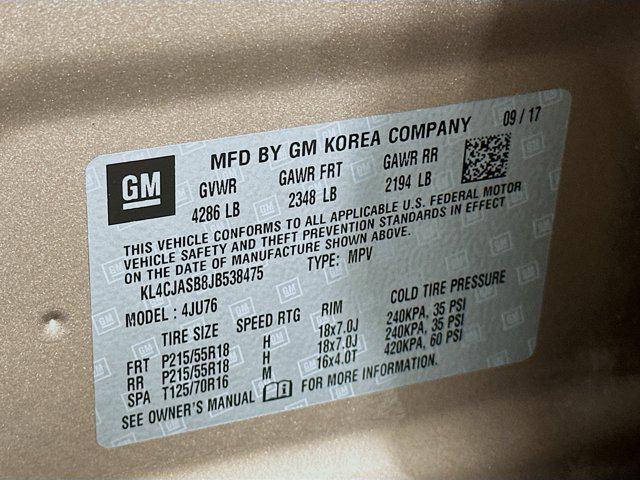 MFD BY GM KOREA COMPANY 09 / 17
GM
GVWR GAWR FRT GAWR RR
4286 LB 2348 LB 2194 LB
THIS VEHICLE CONFORMS TO ALL APPLICABLE U.S. FEDERAL MOTOR
VEHICLE SAFETY AND THEFT PREVENTION STANDARDS IN EFFECT
ON THE DATE OF MANUFACTURE SHOWN ABOVE.
KL4CJASB8JB538475 TYPE: MPV
MODEL : 4JU76
TIRE SIZE SPEED RTG RIM COLD TIRE PRESSURE
FRT P215/55R18 H 18x7.0J 240KPA, 35 PSI
RR P215/55R18 H 18x7.0J 240KPA, 35 PSI
SPA T125/70R16 M 16x4.0T 420KPA, 60 PSI
SEE OWNER'S MANUAL FOR MORE INFORMATION.